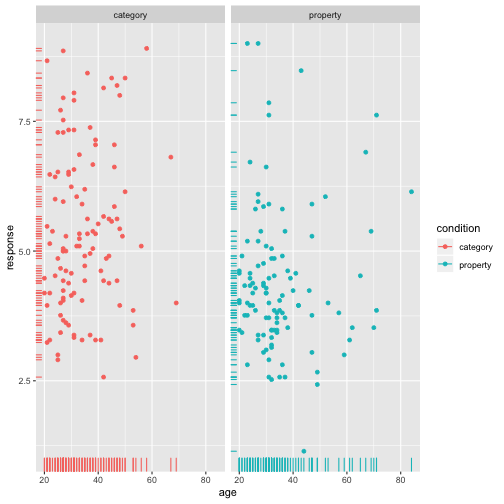 category property
7.5
response
5.0
2.5
20 40 60 80 20 40 60 80
age
condition
category
property